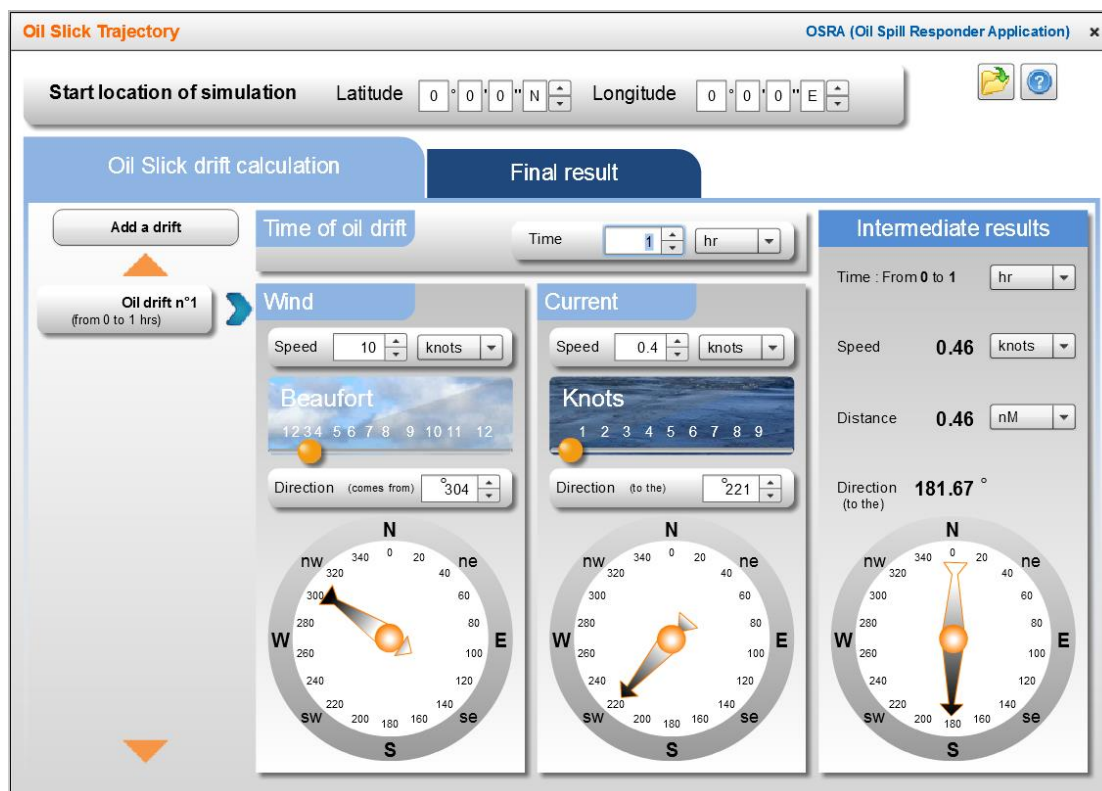 Oil Slick Trajectory
OSRA (Oil Spill Responder Application) ×
Start location of simulation Latitude 0 ° 0 ' 0 " N Longitude 0 ° 0 ' 0 " E
Oil Slick drift calculation
Final result
Add a drift
Oil drift n°1
(from 0 to 1 hrs)
Time of oil drift
Time 1 hr
Wind
Speed 10 knots
Beaufort
1 2 3 4 5 6 7 8 9 10 11 12
Direction (comes from) °304
N
nw 340 0 20 ne
320 40
300 60
280 80
W E
260 100
240 120
220 140
sw 200 180 160 se
S
Current
Speed 0.4 knots
Knots
1 2 3 4 5 6 7 8 9
Direction (to the) °221
N
nw 340 0 20 ne
320 40
300 60
280 80
W E
260 100
240 120
220 140
sw 200 180 160 se
S
Intermediate results
Time : From 0 to 1 hr
Speed 0.46 knots
Distance 0.46 nM
Direction 181.67 °
(to the)
N
nw 340 0 20 ne
320 40
300 60
280 80
W E
260 100
240 120
220 140
sw 200 180 160 se
S